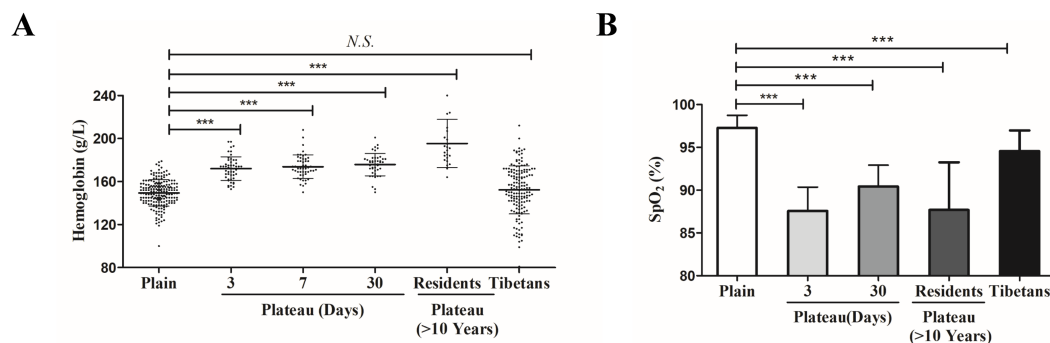 A
N.S.
***
***
***
***
Hemoglobin (g/L)
240
200
160
120
80
Plain
3
7
30
Residents
Tibetans
Plateau (Days)
Plateau
(>10 Years)
B
***
***
***
***
SpO₂ (%)
100
95
90
85
80
Plain
3
30
Residents
Tibetans
Plateau(Days)
Plateau
(>10 Years)